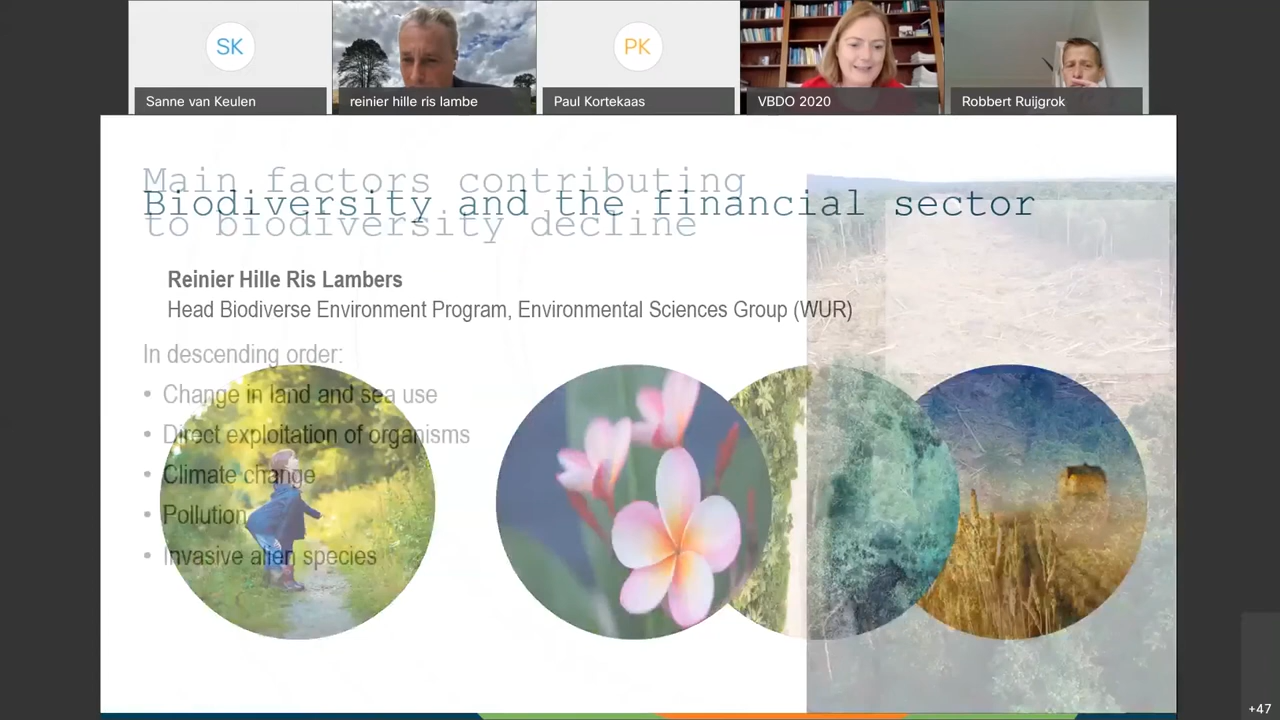 SK
PK
Sanne van Keulen
reinier hille ris lambe
Paul Kortekaas
VBDO 2020
Robbert Ruijgrok
Main factors contributing
Biodiversity and the financial sector
to biodiversity decline
Reinier Hille Ris Lambers
Head Biodiverse Environment Program, Environmental Sciences Group (WUR)
In descending order:
• Change in land and sea use
• Direct exploitation of organisms
• Climate change
• Pollution
• Invasive alien species
+47